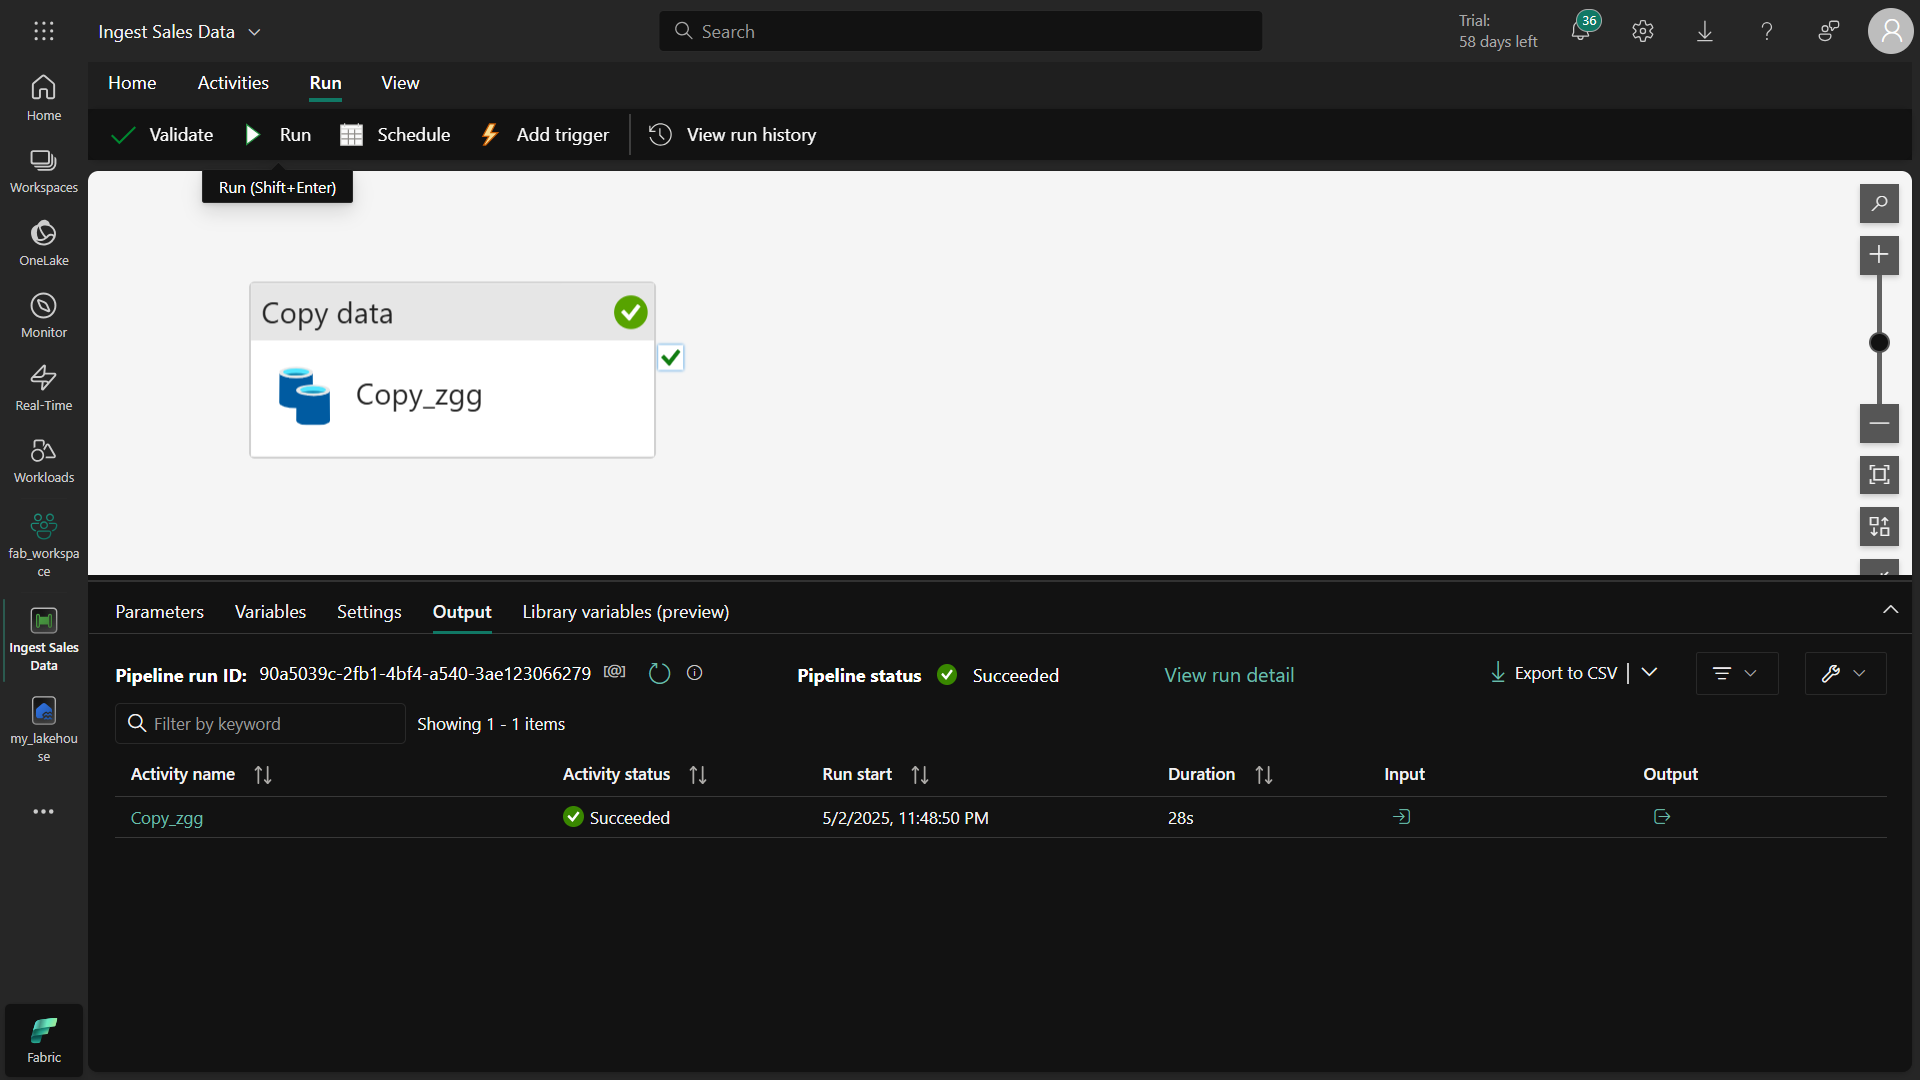 Ingest Sales Data
Search
Trial:
58 days left
36
Home
Activities
Run
View
Validate
Run
Schedule
Add trigger
View run history
Run (Shift+Enter)
Home
Workspaces
OneLake
Monitor
Real-Time
Workloads
fab_workspa
ce
Ingest Sales
Data
my_lakehou
se
Fabric
Copy data
Copy_zgg
Parameters
Variables
Settings
Output
Library variables (preview)
Pipeline run ID: 90a5039c-2fb1-4bf4-a540-3ae123066279 [@]
Pipeline status Succeeded
View run detail
Export to CSV
Filter by keyword
Showing 1 - 1 items
Activity name Activity status Run start Duration Input Output
Copy_zgg Succeeded 5/2/2025, 11:48:50 PM 28s